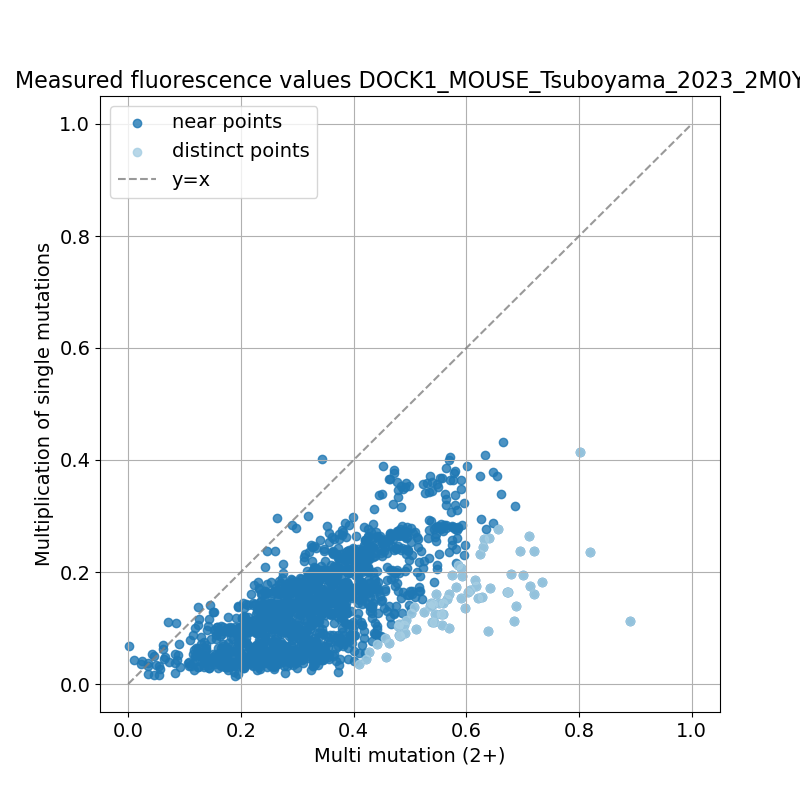 Measured fluorescence values DOCK1_MOUSE_Tsuboyama_2023_2M0Y
near points
distinct points
y=x
1.0
0.8
0.6
0.4
0.2
0.0
Multiplication of single mutations
0.0 0.2 0.4 0.6 0.8 1.0
Multi mutation (2+)